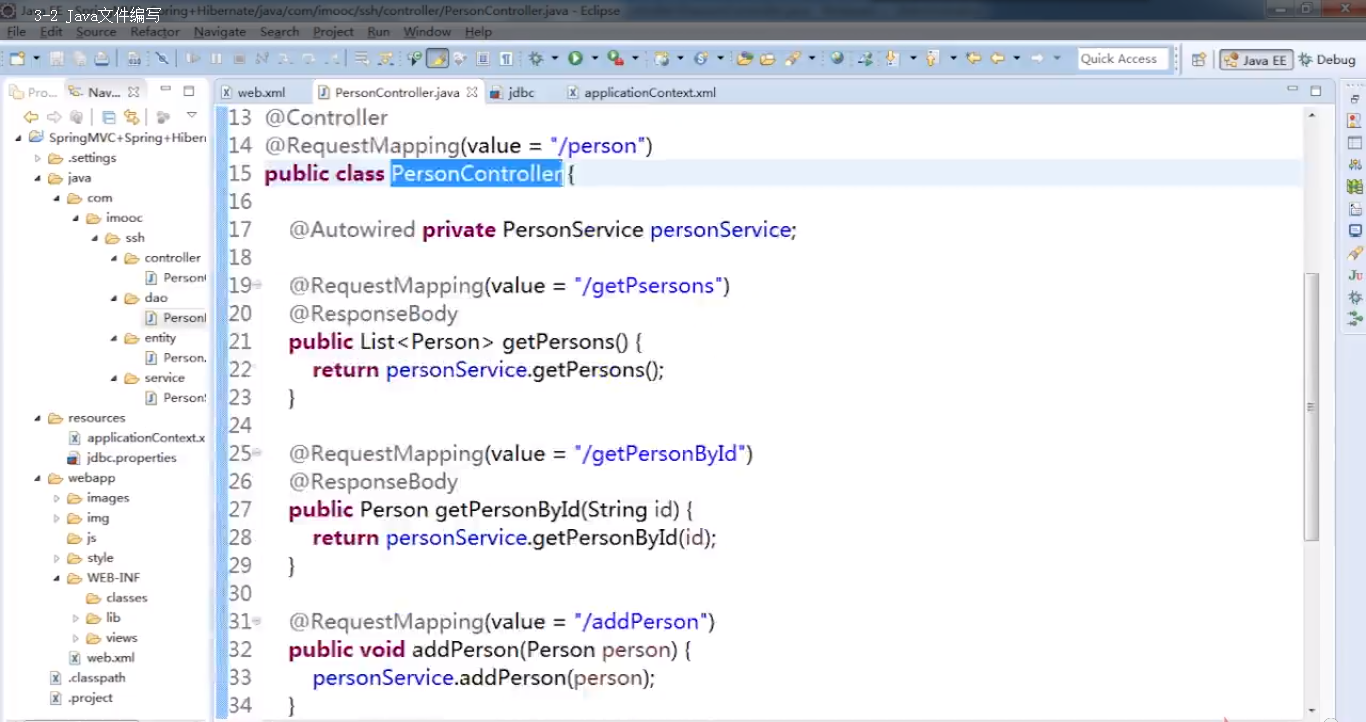 Java EE - SpringMVC+Spring+Hibernate/java/com/imooc/ssh/controller/PersonController.java - Eclipse
3-2 Java文件编写
File Edit Source Refactor Navigate Search Project Run Window Help
Quick Access Java EE Debug
Pro... Nav...
web.xml PersonController.java jdbc applicationContext.xml
SpringMVC+Spring+Hibern
.settings
java
com
imooc
ssh
controller
Person
dao
Person
entity
Person.
service
Person
resources
applicationContext.x
jdbc.properties
webapp
images
img
js
style
WEB-INF
classes
lib
views
web.xml
.classpath
.project
13 @Controller
14 @RequestMapping(value = "/person")
15 public class PersonController {
16
17 @Autowired private PersonService personService;
18
19 @RequestMapping(value = "/getPsersons")
20 @ResponseBody
21 public List<Person> getPersons() {
22 return personService.getPersons();
23 }
24
25 @RequestMapping(value = "/getPersonById")
26 @ResponseBody
27 public Person getPersonById(String id) {
28 return personService.getPersonById(id);
29 }
30
31 @RequestMapping(value = "/addPerson")
32 public void addPerson(Person person) {
33 personService.addPerson(person);
34 }